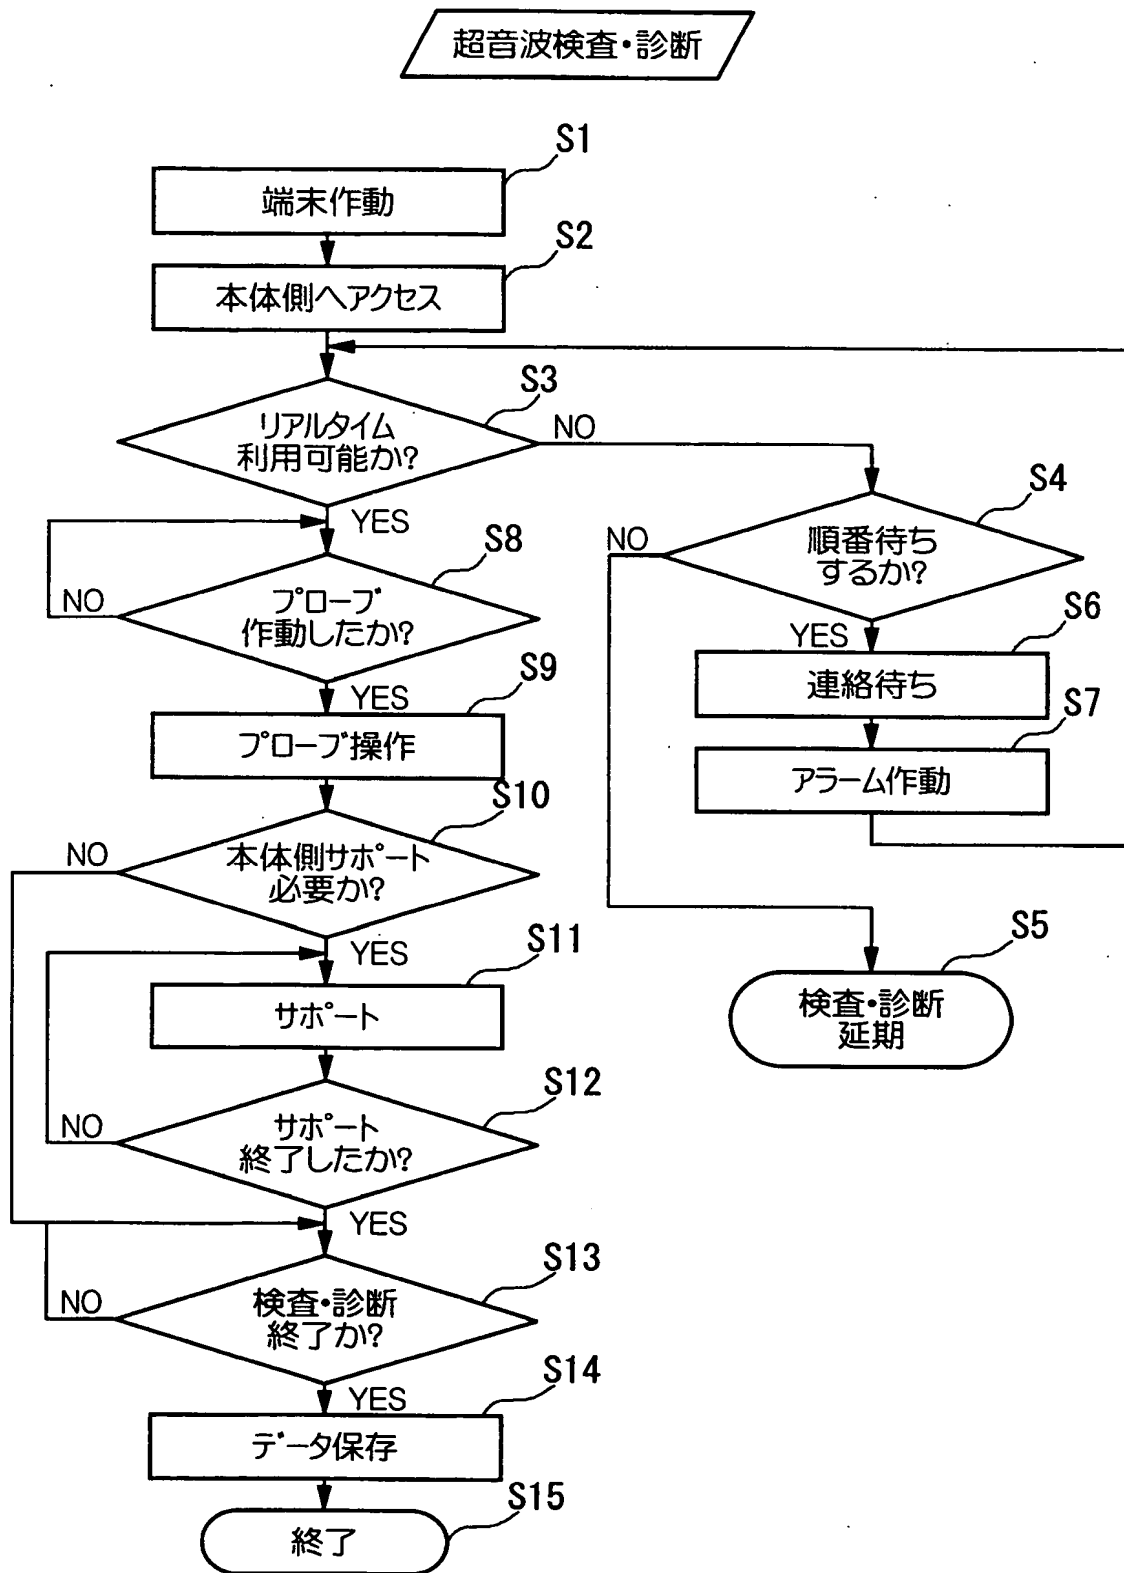 超音波検査・診断
S1
端末作動
S2
本体側へアクセス
S3
リアルタイム
利用可能か?
NO
YES
S4
順番待ち
するか?
NO
YES
S6
連絡待ち
S7
アラーム作動
S5
検査・診断
延期
S8
プローブ
作動したか?
NO
YES
S9
プローブ操作
S10
本体側サポート
必要か?
NO
YES
S11
サポート
S12
サポート
終了したか?
NO
YES
S13
検査・診断
終了か?
NO
YES
S14
データ保存
S15
終了